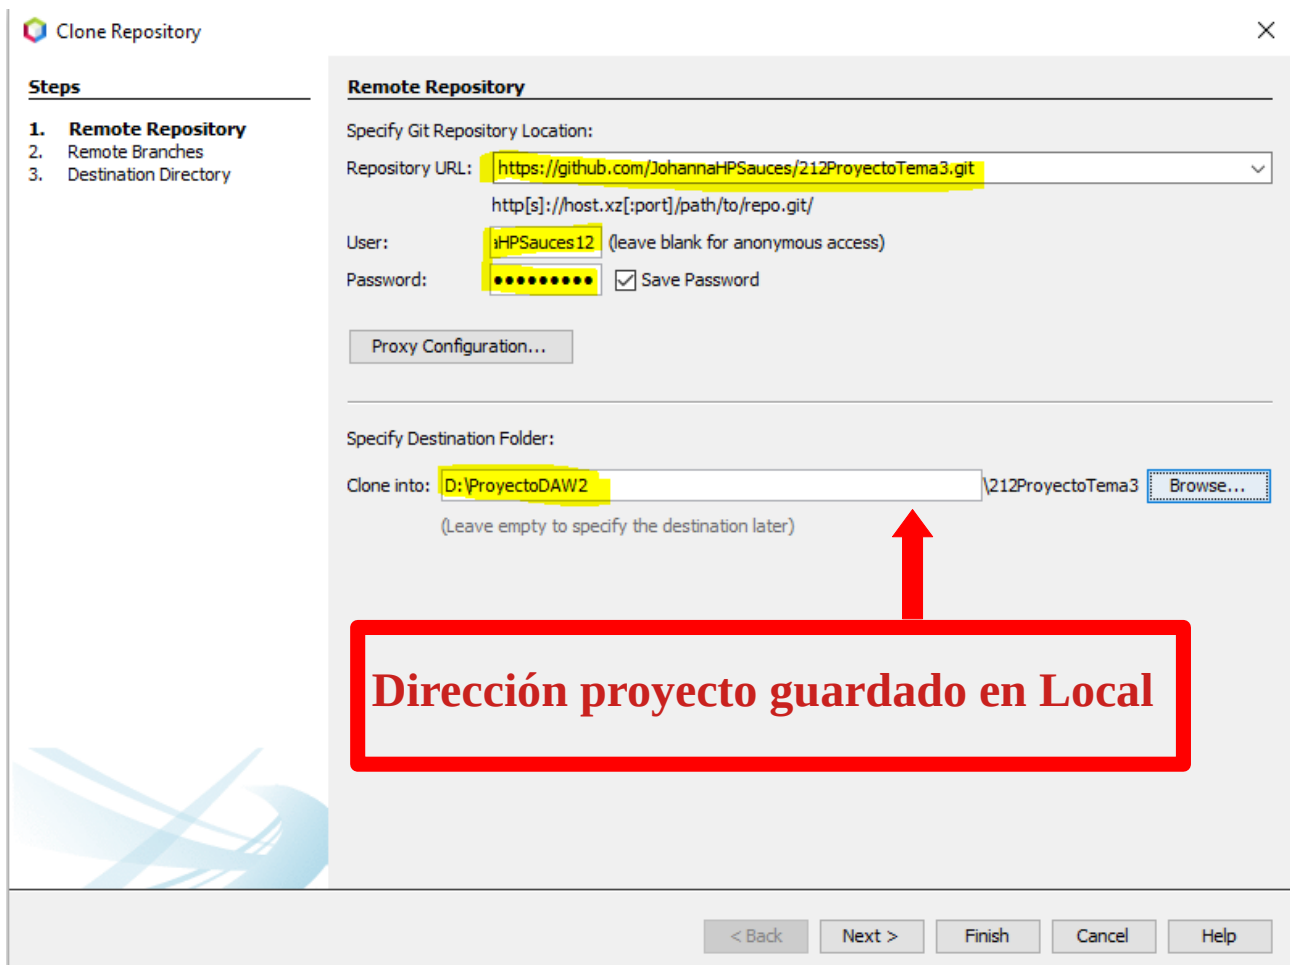 Clone Repository
Steps
1. Remote Repository
2. Remote Branches
3. Destination Directory
Remote Repository
Specify Git Repository Location:
Repository URL: https://github.com/JohannaHPSauces/212ProyectoTema3.git
http[s]://host.xz[:port]/path/to/repo.git/
User: aHPSauces12 (leave blank for anonymous access)
Password: ●●●●●●●●● Save Password
Proxy Configuration...
Specify Destination Folder:
Clone into: D:\ProyectoDAW2 \212ProyectoTema3 Browse...
(Leave empty to specify the destination later)
Dirección proyecto guardado en Local
< Back Next > Finish Cancel Help